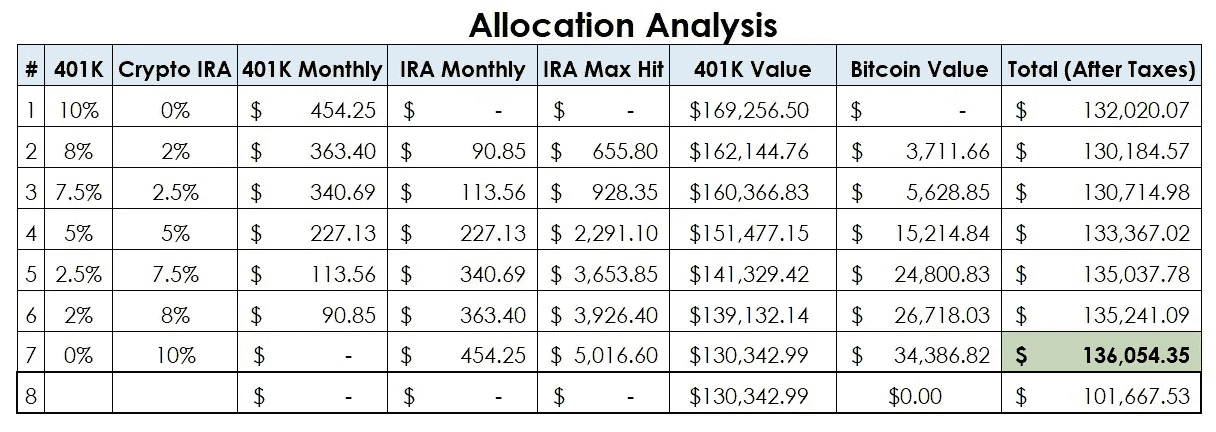 Allocation Analysis
# 401K Crypto IRA 401K Monthly IRA Monthly IRA Max Hit 401K Value Bitcoin Value Total (After Taxes)
1 10% 0% $ 454.25 $ - $ - $169,256.50 $ - $ 132,020.07
2 8% 2% $ 363.40 $ 90.85 $ 655.80 $162,144.76 $ 3,711.66 $ 130,184.57
3 7.5% 2.5% $ 340.69 $ 113.56 $ 928.35 $160,366.83 $ 5,628.85 $ 130,714.98
4 5% 5% $ 227.13 $ 227.13 $ 2,291.10 $151,477.15 $ 15,214.84 $ 133,367.02
5 2.5% 7.5% $ 113.56 $ 340.69 $ 3,653.85 $141,329.42 $ 24,800.83 $ 135,037.78
6 2% 8% $ 90.85 $ 363.40 $ 3,926.40 $139,132.14 $ 26,718.03 $ 135,241.09
7 0% 10% $ - $ 454.25 $ 5,016.60 $130,342.99 $ 34,386.82 $ 136,054.35
8 $ - $ - $ - $130,342.99 $0.00 $ 101,667.53